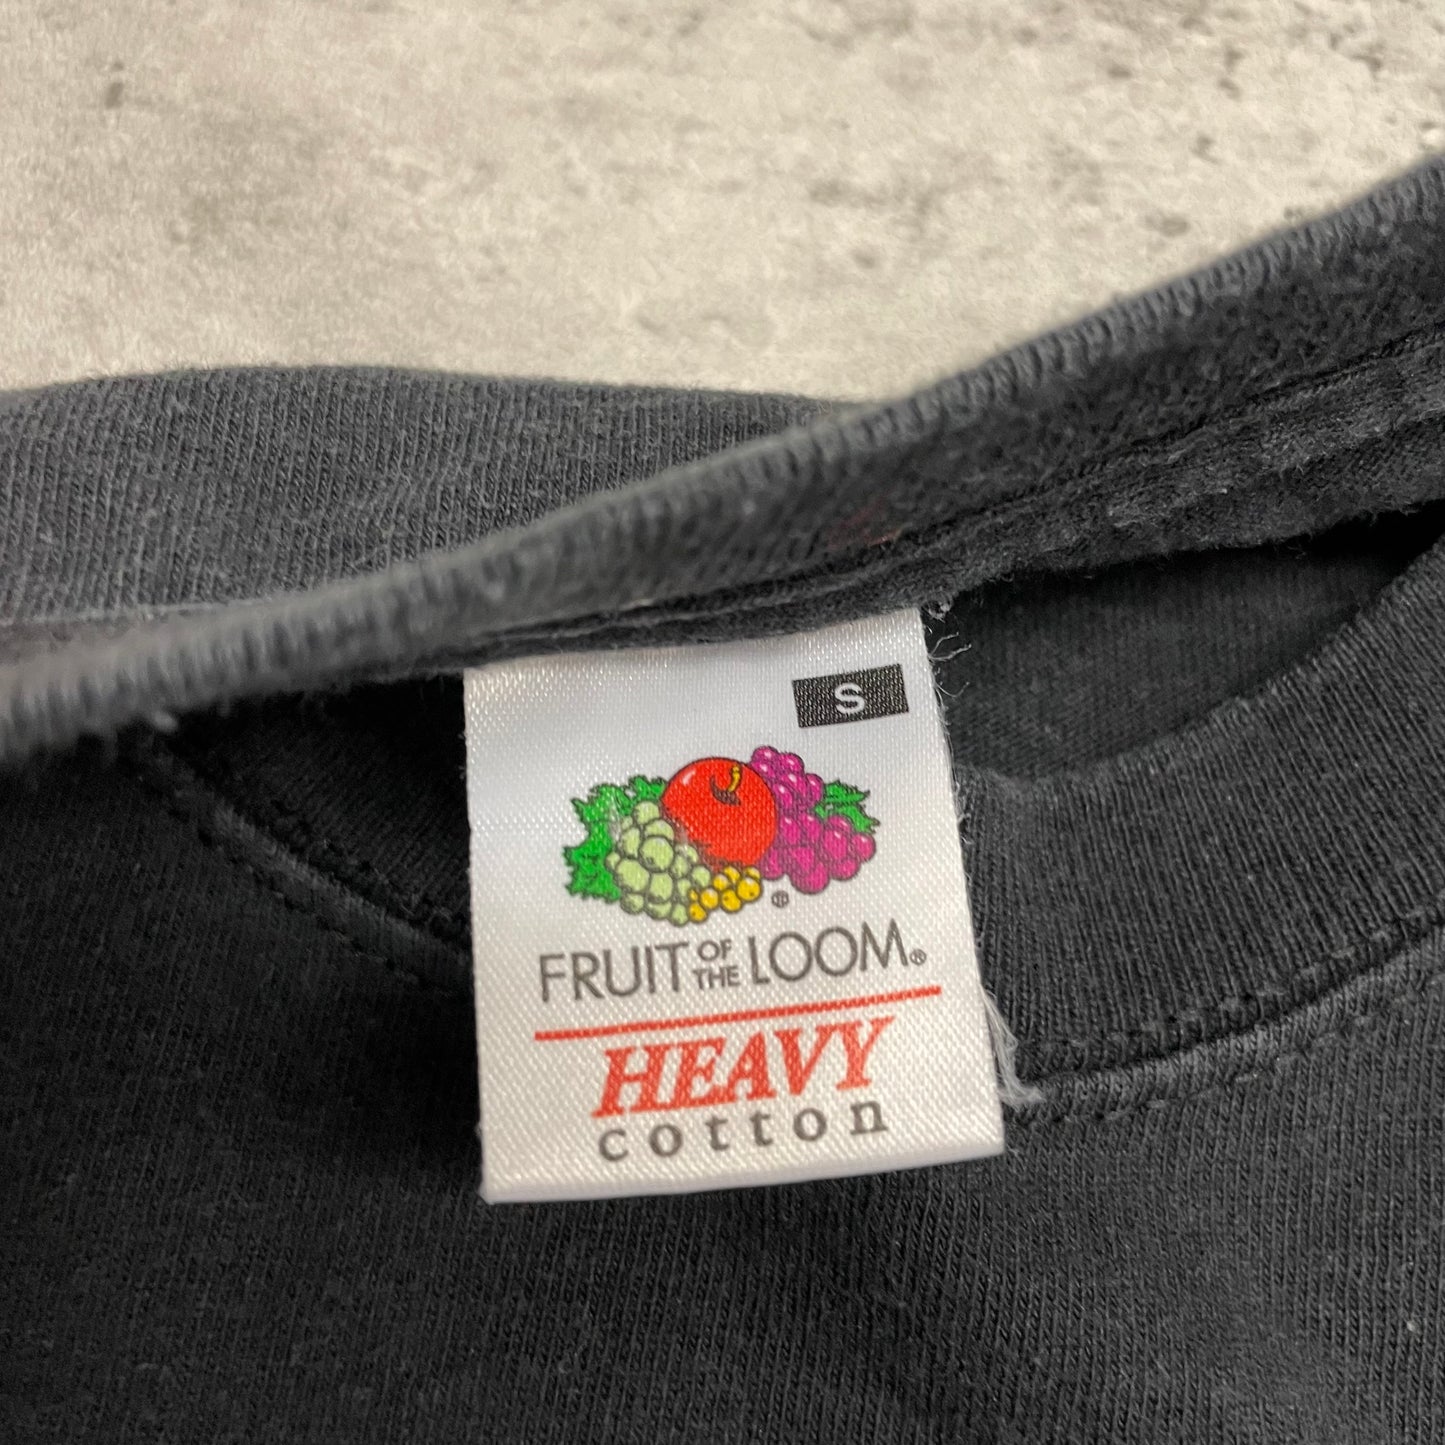 S
®
FRUIT OF THE LOOM®
HEAVY
cotton